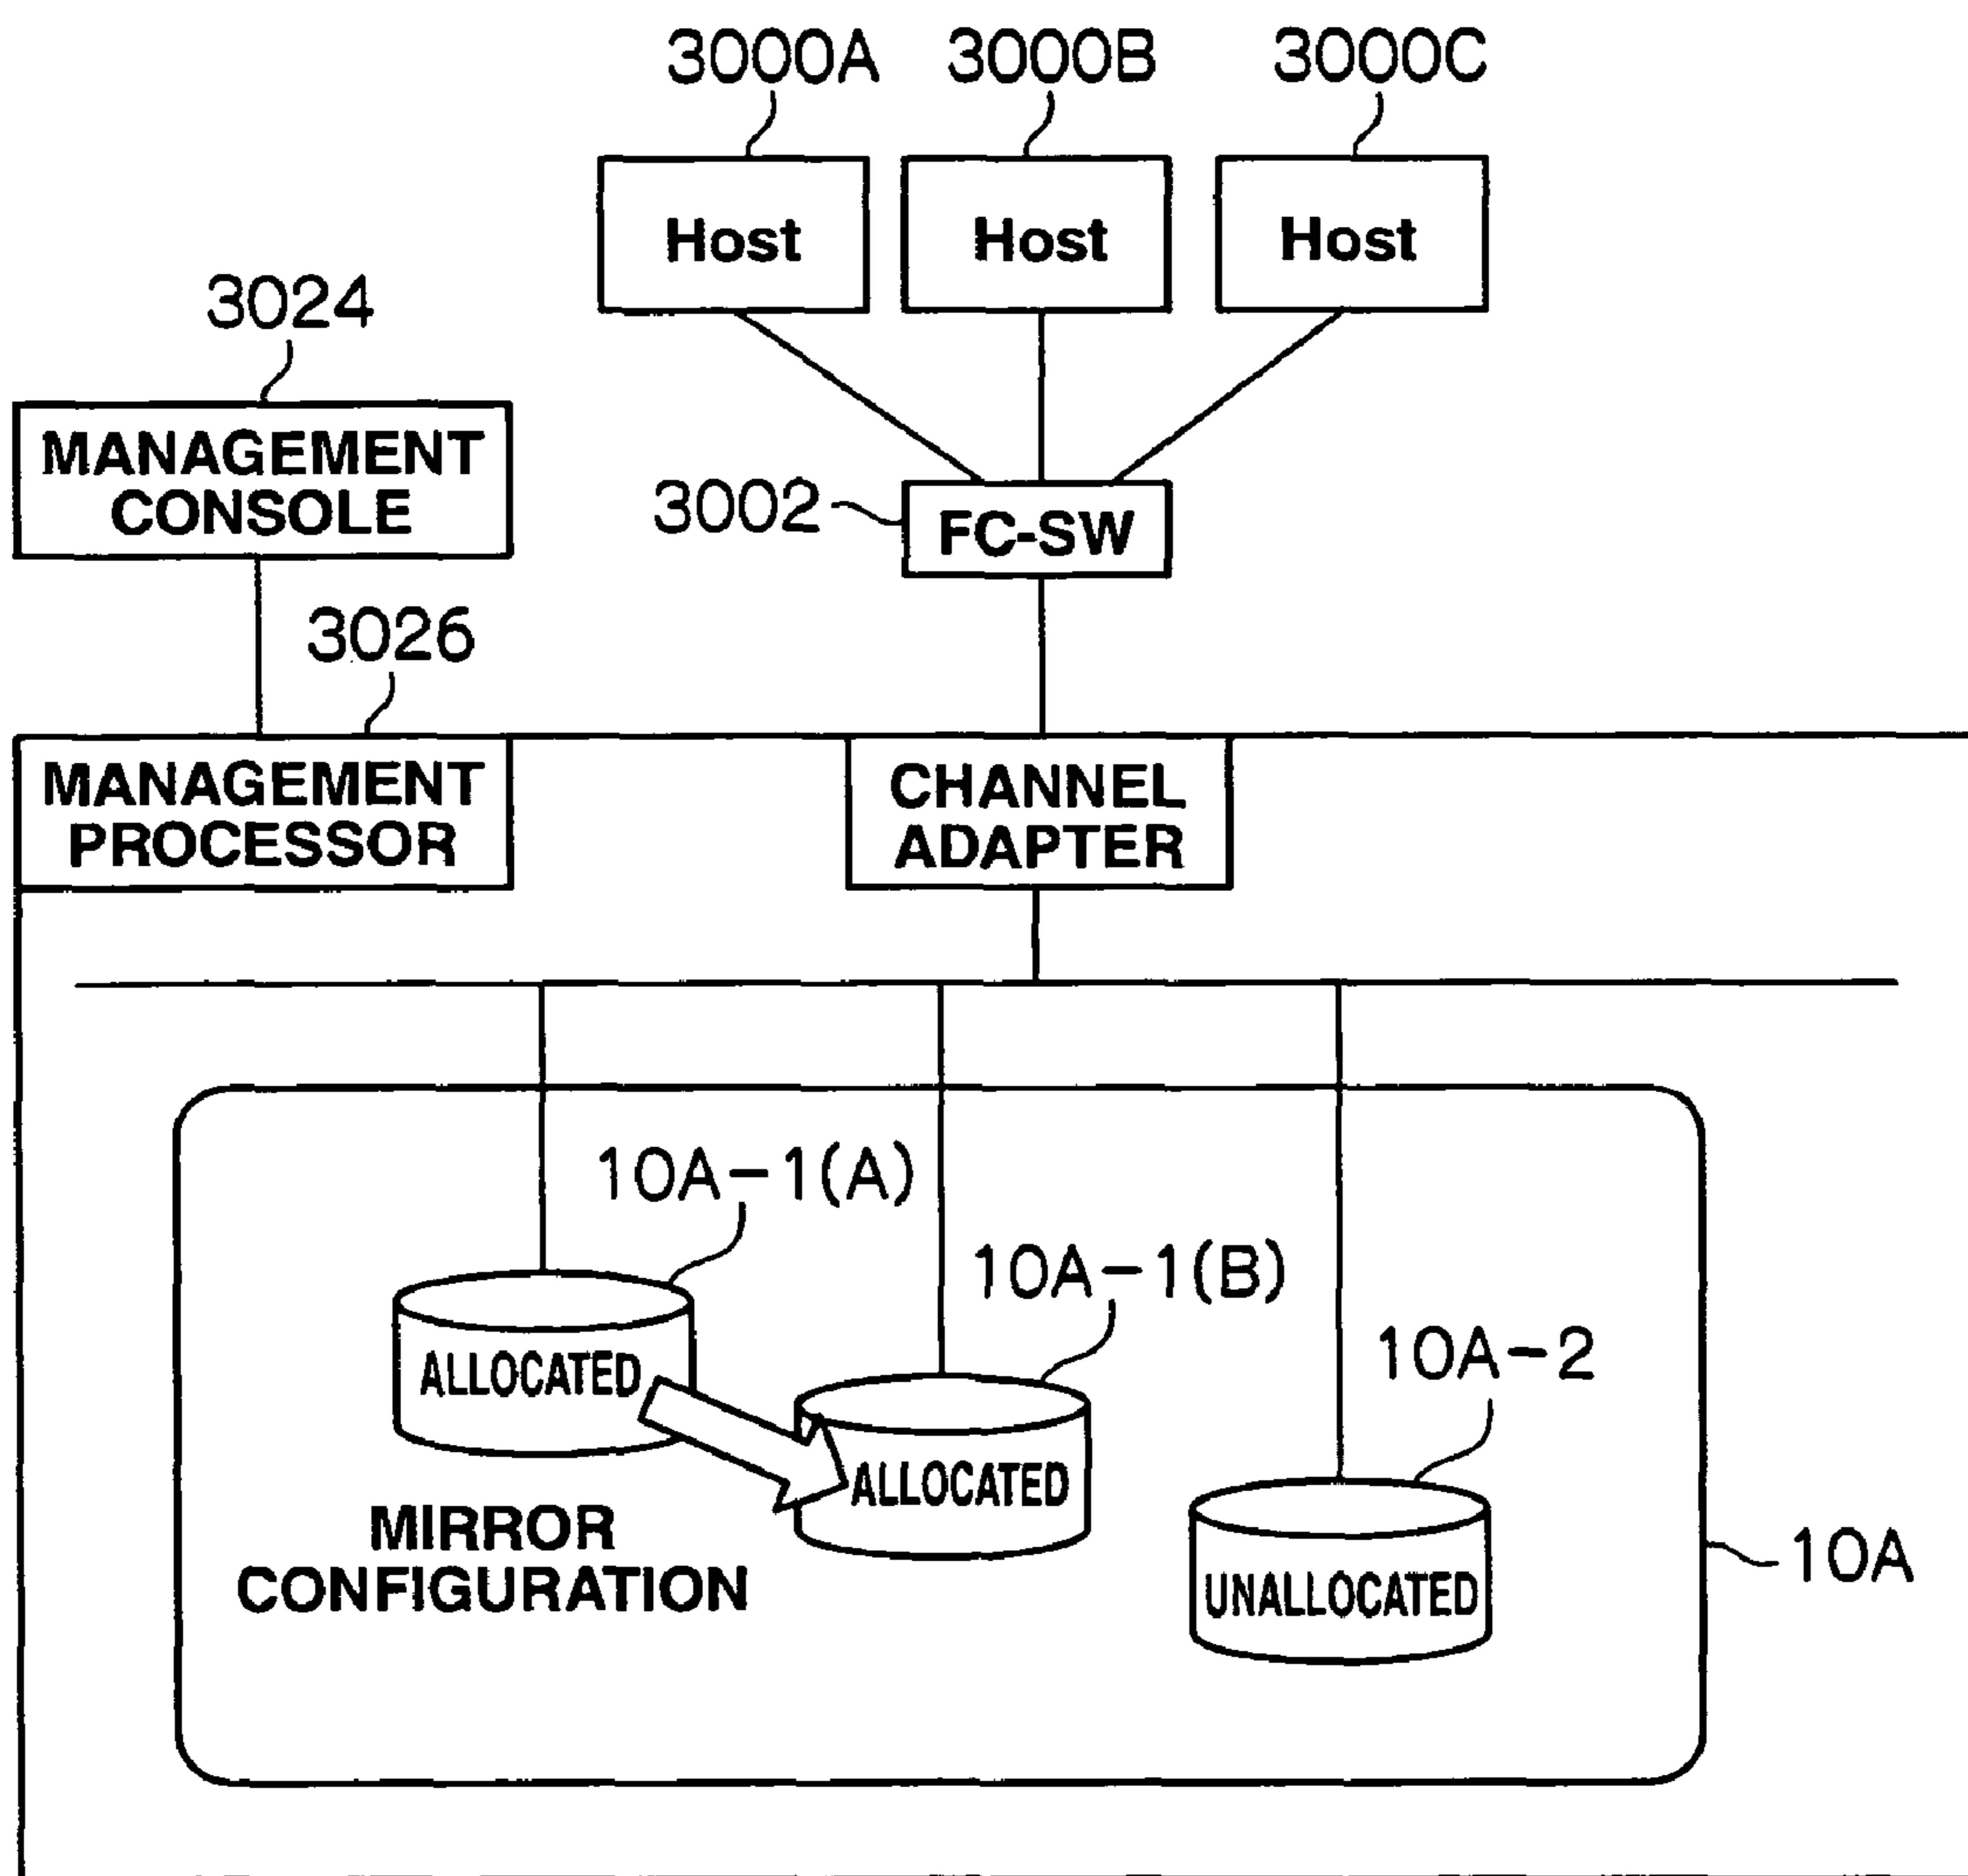 3000A 3000B 3000C
Host Host Host
3024
MANAGEMENT
CONSOLE
3002
FC-SW
3026
MANAGEMENT
PROCESSOR
CHANNEL
ADAPTER
10A-1(A)
10A-1(B)
10A-2
ALLOCATED
ALLOCATED
MIRROR
CONFIGURATION
UNALLOCATED
10A